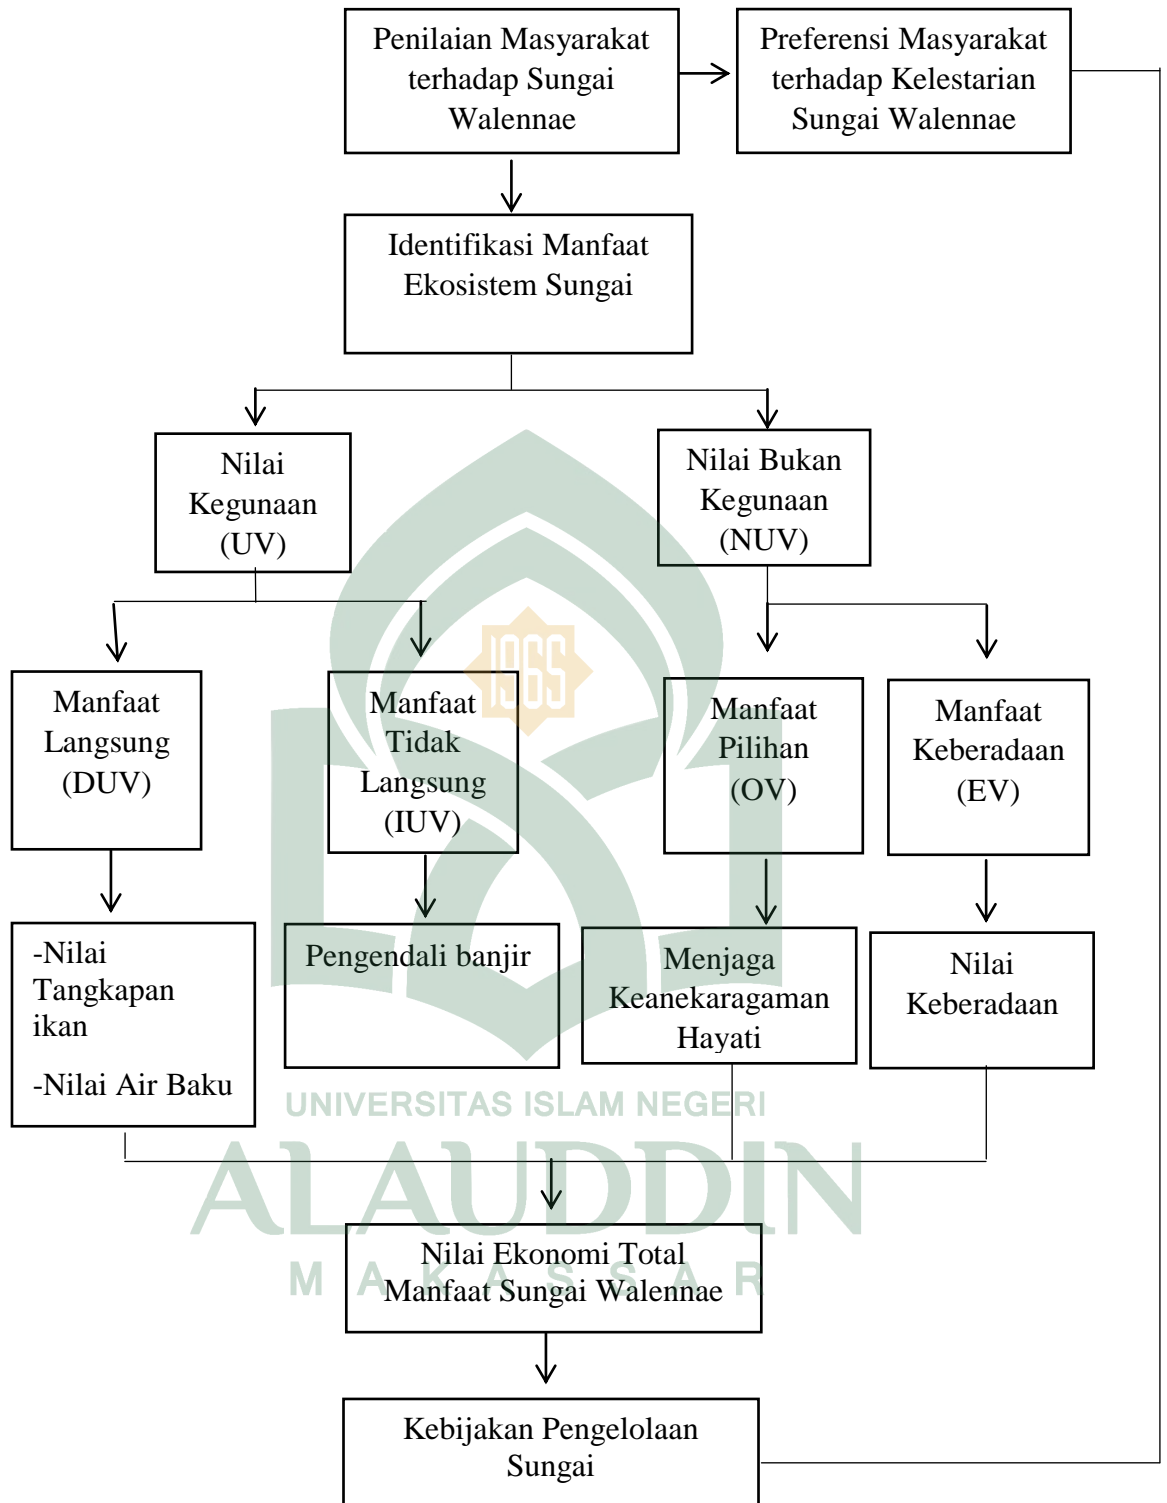 Penilaian Masyarakat
terhadap Sungai
Walennae
Preferensi Masyarakat
terhadap Kelestarian
Sungai Walennae
Identifikasi Manfaat
Ekosistem Sungai
Nilai
Kegunaan
(UV)
Nilai Bukan
Kegunaan
(NUV)
1965
Manfaat
Langsung
(DUV)
Manfaat
Tidak
Langsung
(IUV)
Manfaat
Pilihan
(OV)
Manfaat
Keberadaan
(EV)
-Nilai
Tangkapan
ikan
-Nilai Air Baku
Pengendali banjir
Menjaga
Keanekaragaman
Hayati
Nilai
Keberadaan
UNIVERSITAS ISLAM NEGERI
ALAUDDIN
MAKASSAR
Nilai Ekonomi Total
Manfaat Sungai Walennae
Kebijakan Pengelolaan
Sungai